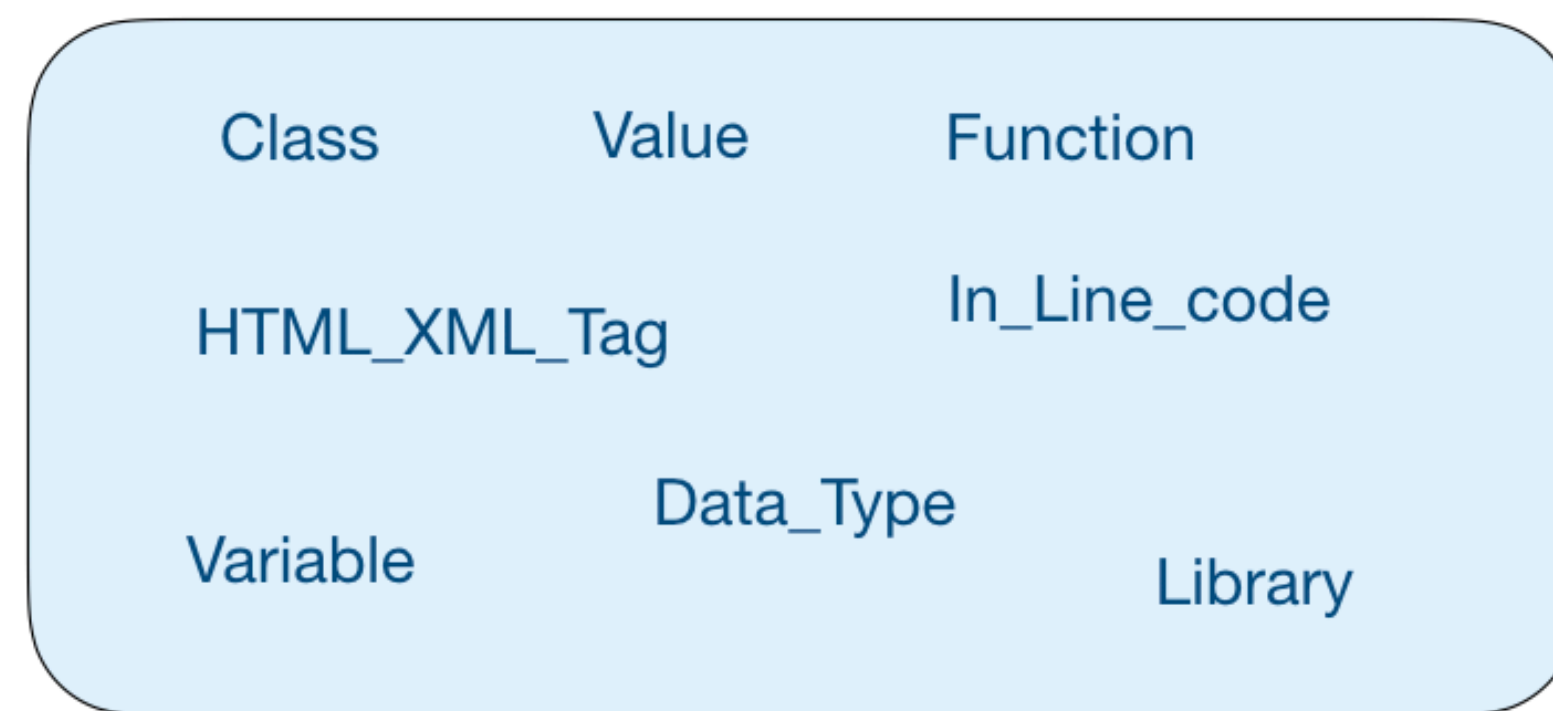 Class Value Function
HTML_XML_Tag In_Line_code
Variable Data_Type Library